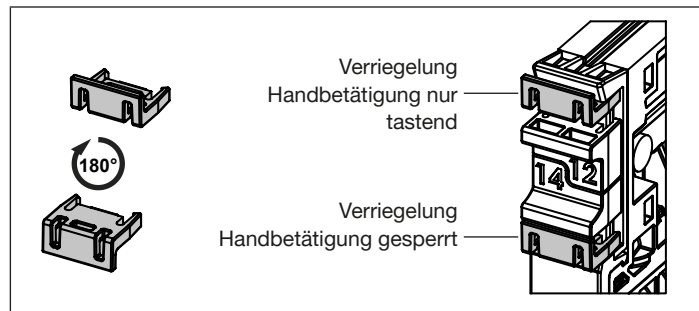 Verriegelung
Handbetätigung nur
tastend
180°
14 12
Verriegelung
Handbetätigung gesperrt